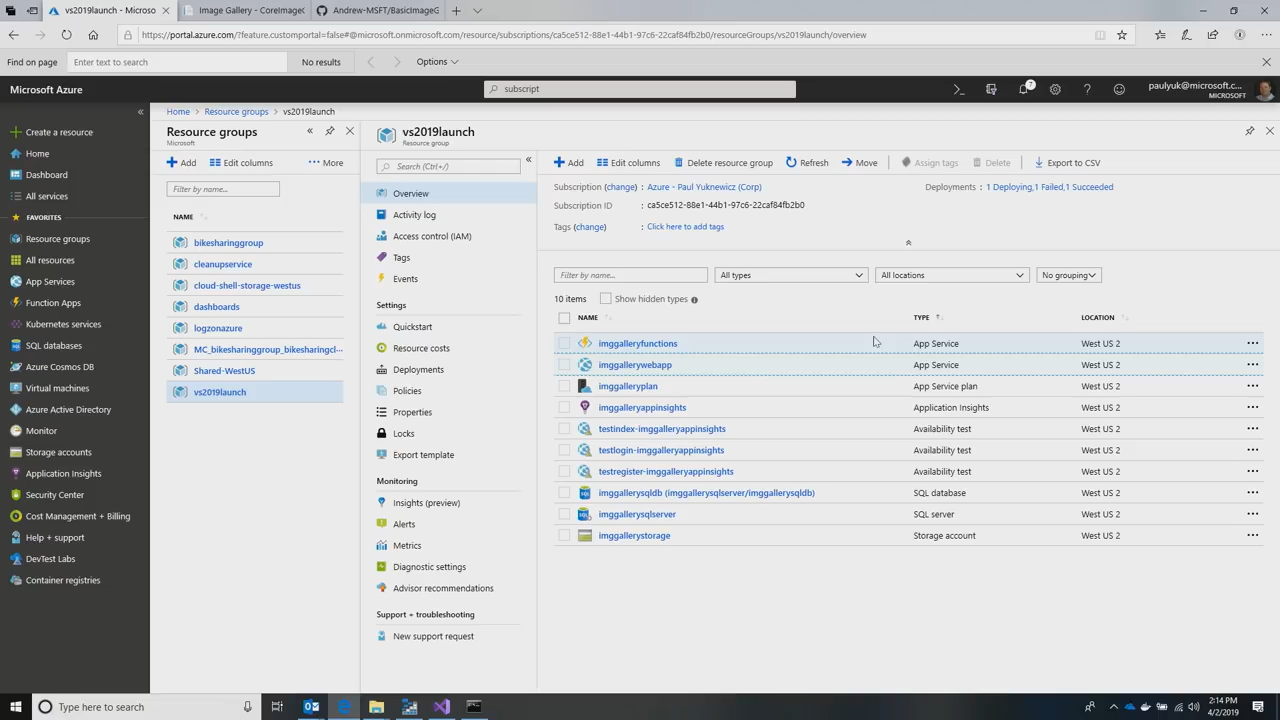 vs2019launch - Microso
Image Gallery - CoreImageG
Andrew-MSFT/BasicImageG
https://portal.azure.com/?feature.customportal=false#@microsoft.onmicrosoft.com/resource/subscriptions/ca5ce512-88e1-44b1-97c6-22caf84fb2b0/resourceGroups/vs2019launch/overview
Find on page
Enter text to search
No results
Options
Microsoft Azure
subscript
?
paulyuk@microsoft.c...
MICROSOFT
Create a resource
Home
Dashboard
All services
FAVORITES
Resource groups
All resources
App Services
Function Apps
Kubernetes services
SQL databases
Azure Cosmos DB
Virtual machines
Azure Active Directory
Monitor
Storage accounts
Application Insights
Security Center
Cost Management + Billing
Help + support
DevTest Labs
Container registries
Home
Resource groups
vs2019launch
Resource groups
Microsoft
Add
Edit columns
More
Filter by name...
NAME
bikesharinggroup
cleanupservice
cloud-shell-storage-westus
dashboards
logzonazure
MC_bikesharinggroup_bikesharingcl...
Shared-WestUS
vs2019launch
vs2019launch
Resource group
Search (Ctrl+/)
Overview
Activity log
Access control (IAM)
Tags
Events
Settings
Quickstart
Resource costs
Deployments
Policies
Properties
Locks
Export template
Monitoring
Insights (preview)
Alerts
Metrics
Diagnostic settings
Advisor recommendations
Support + troubleshooting
New support request
Add
Edit columns
Delete resource group
Refresh
Move
Assign tags
Delete
Export to CSV
Subscription (change) : Azure - Paul Yuknewicz (Corp)
Deployments : 1 Deploying,1 Failed,1 Succeeded
Subscription ID : ca5ce512-88e1-44b1-97c6-22caf84fb2b0
Tags (change) : Click here to add tags
Filter by name...
All types
All locations
No grouping
10 items
Show hidden types
NAME TYPE LOCATION
imggalleryfunctions App Service West US 2
imggallerywebapp App Service West US 2
imggalleryplan App Service plan West US 2
imggalleryappinsights Application Insights West US 2
testindex-imggalleryappinsights Availability test West US 2
testlogin-imggalleryappinsights Availability test West US 2
testregister-imggalleryappinsights Availability test West US 2
imggallerysqldb (imggallerysqlserver/imggallerysqldb) SQL database West US 2
imggallerysqlserver SQL server West US 2
imggallerystorage Storage account West US 2
Type here to search
2:14 PM
4/2/2019